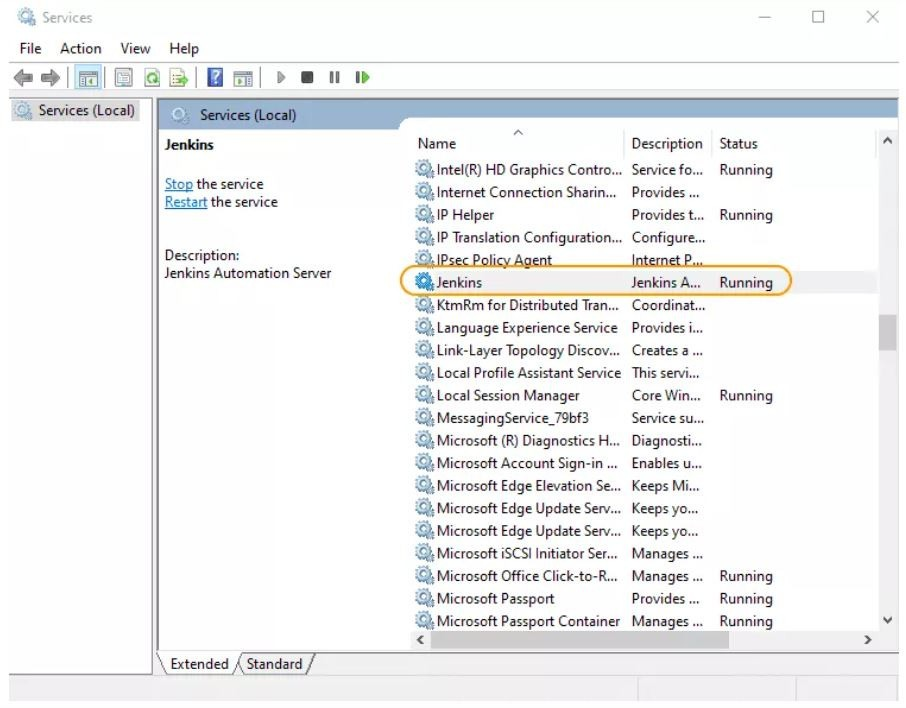 Services
File Action View Help
Services (Local)
Services (Local)
Jenkins
Stop the service
Restart the service
Description:
Jenkins Automation Server
Name Description Status
Intel(R) HD Graphics Contro... Service fo... Running
Internet Connection Sharin... Provides ...
IP Helper Provides t... Running
IP Translation Configuration... Configure...
IPsec Policy Agent Internet P...
Jenkins Jenkins A... Running
KtmRm for Distributed Tran... Coordinat...
Language Experience Service Provides i...
Link-Layer Topology Discov... Creates a ...
Local Profile Assistant Service This servi...
Local Session Manager Core Win... Running
MessagingService_79bf3 Service su...
Microsoft (R) Diagnostics H... Diagnosti...
Microsoft Account Sign-in ... Enables u...
Microsoft Edge Elevation Se... Keeps Mi...
Microsoft Edge Update Serv... Keeps yo...
Microsoft Edge Update Serv... Keeps yo...
Microsoft iSCSI Initiator Ser... Manages ...
Microsoft Office Click-to-R... Manages ... Running
Microsoft Passport Provides ... Running
Microsoft Passport Container Manages ... Running
Extended Standard